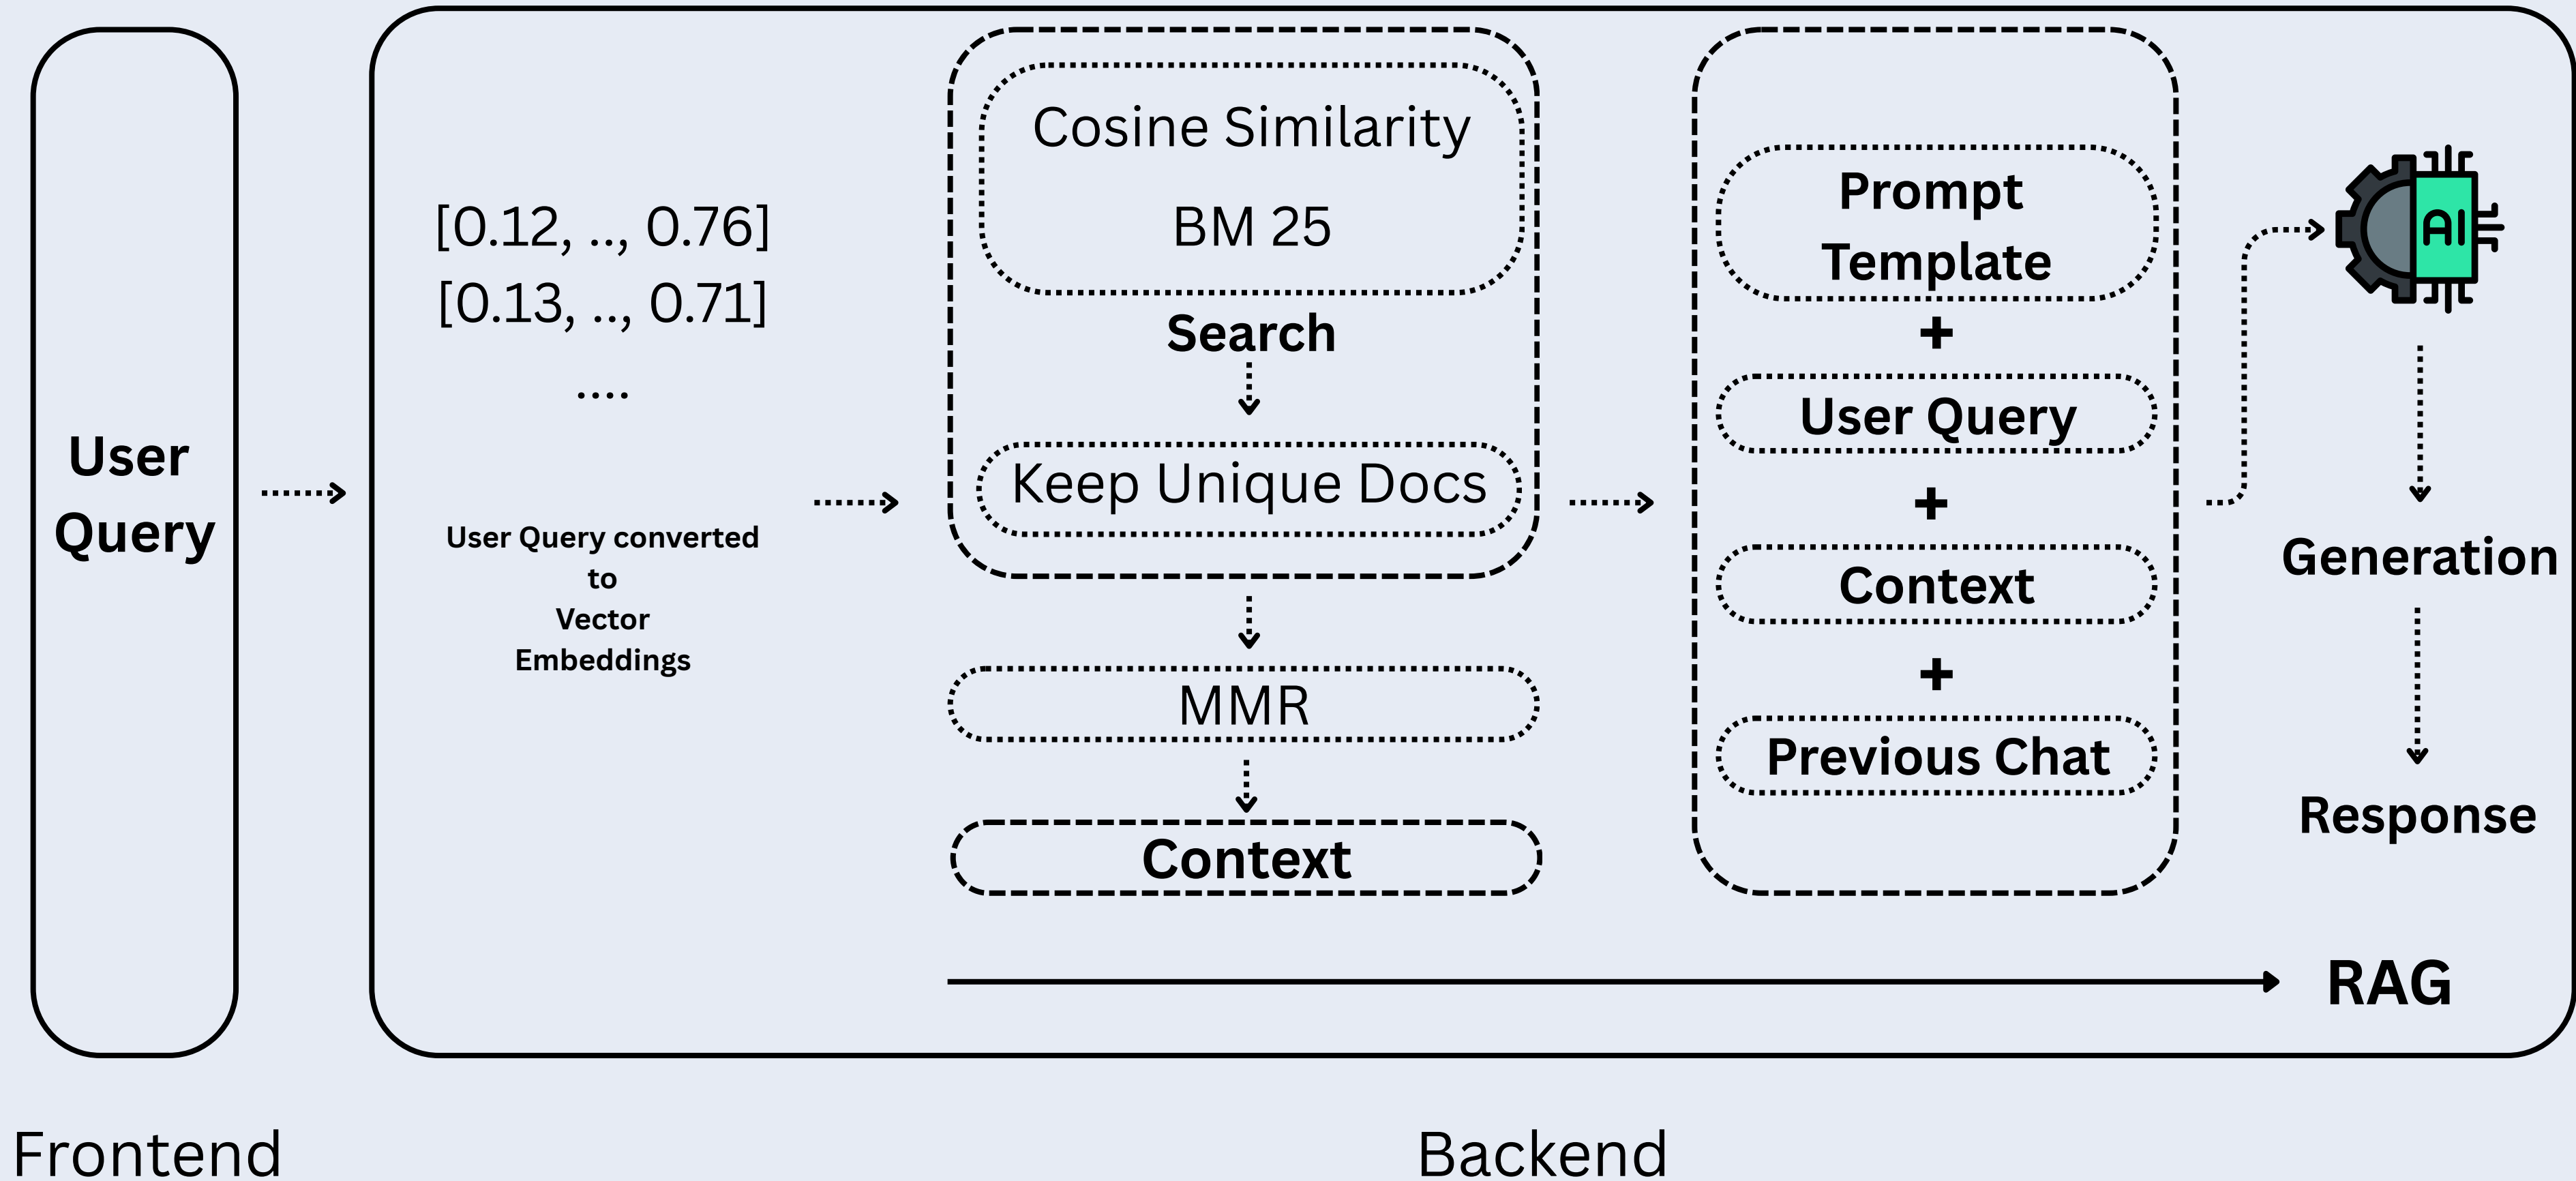 User
Query
[0.12, .., 0.76]
[0.13, .., 0.71]
....
User Query converted
to
Vector
Embeddings
Cosine Similarity
BM 25
Search
Keep Unique Docs
MMR
Context
Prompt
Template
+
User Query
+
Context
+
Previous Chat
AI
Generation
Response
RAG
Frontend
Backend